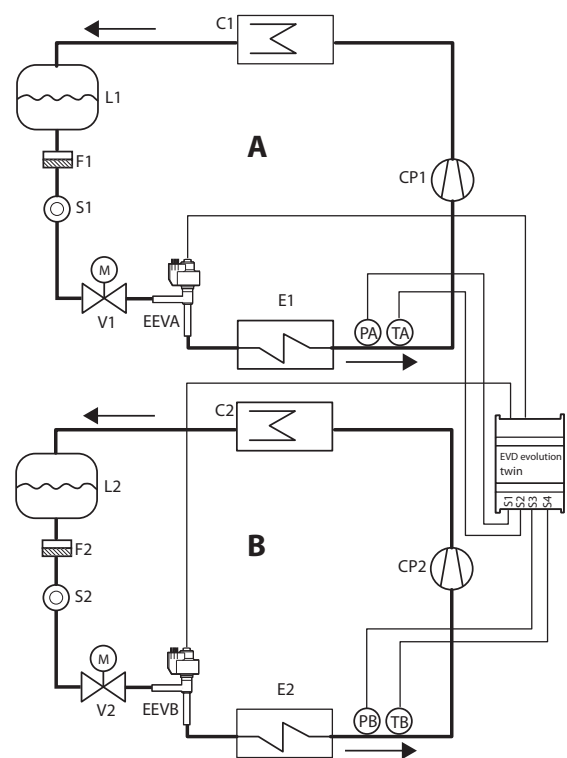 C1
L1
A
F1
CP1
S1
M
V1
EEVA
E1
PA
TA
C2
EVD evolution
twin
S1
S2
S3
S4
L2
B
F2
CP2
S2
M
V2
EEVB
E2
PB
TB